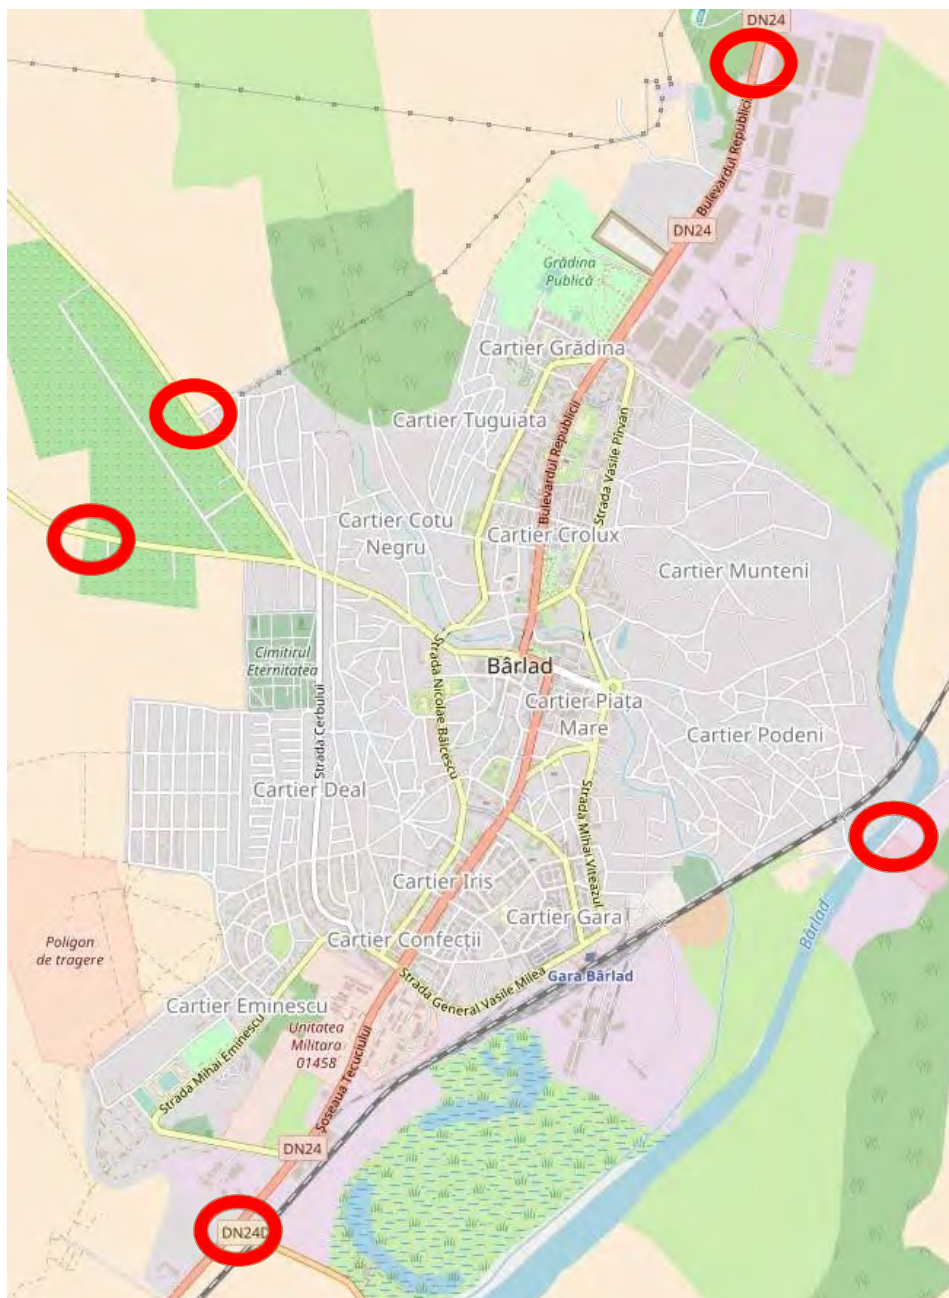 DN24
Bulevardul Republicii
DN24
Grădina
Publică
Cartier Grădina
Cartier Tuguiata
Bulevardul Republicii
Strada Vasile Pîrvan
Cartier Cotu
Negru
Cartier Crolux
Cartier Munteni
Cimitirul
Eternitatea
Strada Nicolae Bălcescu
Bârlad
Strada Cerbului
Cartier Piața
Mare
Cartier Podeni
Cartier Deal
Strada Mihai Viteazul
Cartier Iris
Cartier Gara
Bârlad
Poligon
de tragere
Cartier Confecții
Strada General Vasile Milea
Gara Bârlad
Cartier Eminescu
Unitatea
Militara
01458
Strada Mihai Eminescu
Șoseaua Tecuciului
DN24
DN24D